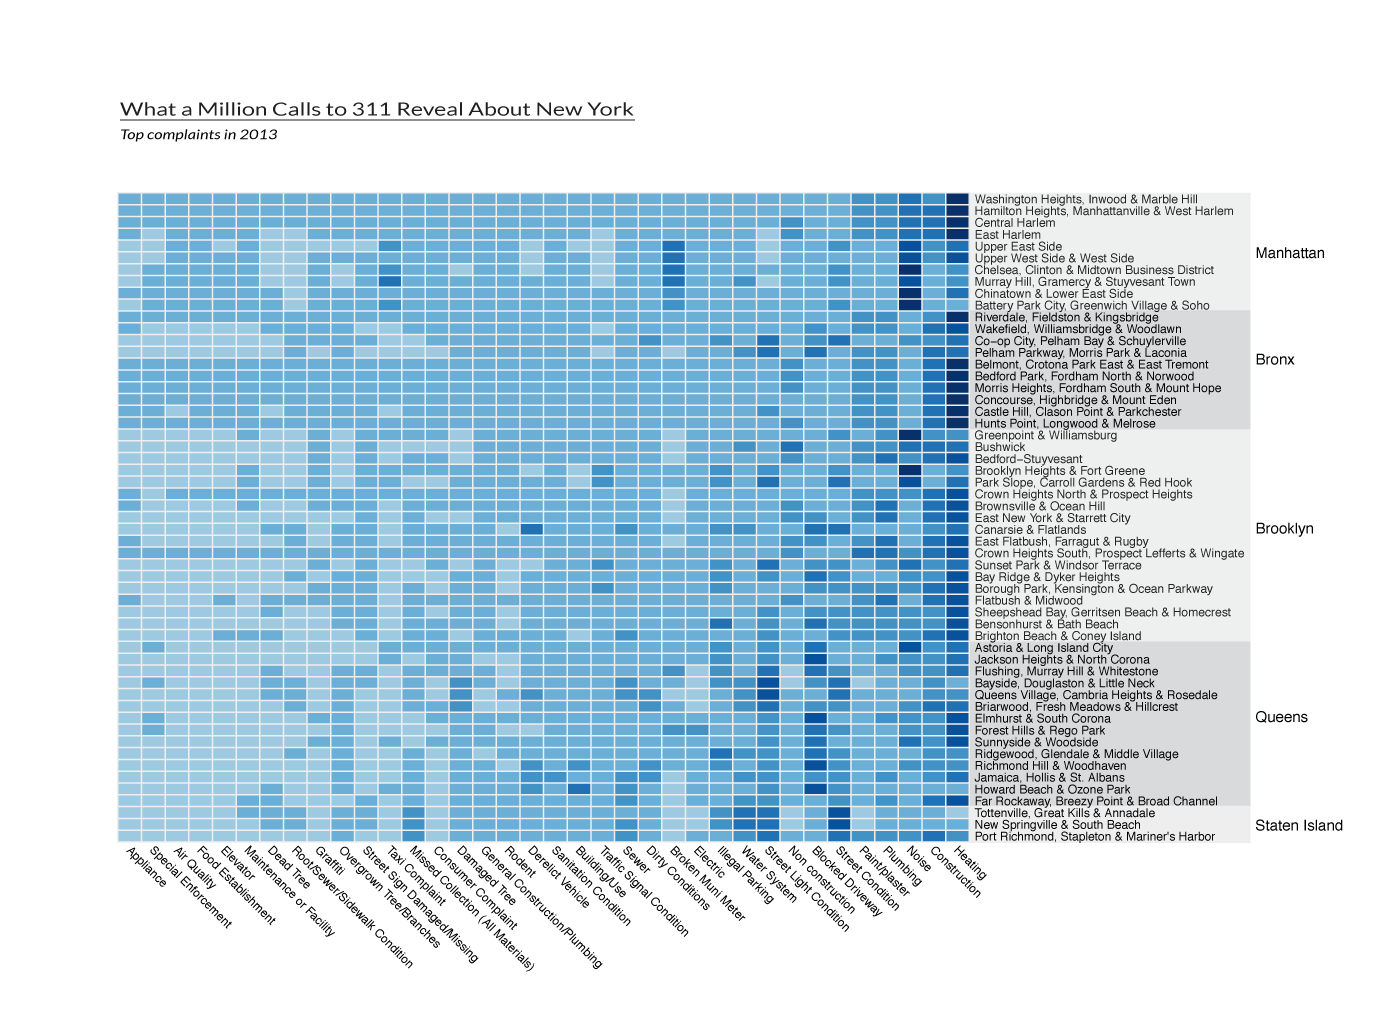 What a Million Calls to 311 Reveal About New York
Top complaints in 2013
Washington Heights, Inwood & Marble Hill
Hamilton Heights, Manhattanville & West Harlem
Central Harlem
East Harlem
Upper East Side
Upper West Side & West Side
Chelsea, Clinton & Midtown Business District
Murray Hill, Gramercy & Stuyvesant Town
Chinatown & Lower East Side
Battery Park City, Greenwich Village & Soho
Manhattan
Riverdale, Fieldston & Kingsbridge
Wakefield, Williamsbridge & Woodlawn
Co-op City, Pelham Bay & Schuylerville
Pelham Parkway, Morris Park & Laconia
Belmont, Crotona Park East & East Tremont
Bedford Park, Fordham North & Norwood
Morris Heights, Fordham South & Mount Hope
Concourse, Highbridge & Mount Eden
Castle Hill, Clason Point & Parkchester
Hunts Point, Longwood & Melrose
Bronx
Greenpoint & Williamsburg
Bushwick
Bedford-Stuyvesant
Brooklyn Heights & Fort Greene
Park Slope, Carroll Gardens & Red Hook
Crown Heights North & Prospect Heights
Brownsville & Ocean Hill
East New York & Starrett City
Canarsie & Flatlands
East Flatbush, Farragut & Rugby
Crown Heights South, Prospect Lefferts & Wingate
Sunset Park & Windsor Terrace
Bay Ridge & Dyker Heights
Borough Park, Kensington & Ocean Parkway
Flatbush & Midwood
Sheepshead Bay, Gerritsen Beach & Homecrest
Bensonhurst & Bath Beach
Brighton Beach & Coney Island
Brooklyn
Astoria & Long Island City
Jackson Heights & North Corona
Flushing, Murray Hill & Whitestone
Bayside, Douglaston & Little Neck
Queens Village, Cambria Heights & Rosedale
Briarwood, Fresh Meadows & Hillcrest
Elmhurst & South Corona
Forest Hills & Rego Park
Sunnyside & Woodside
Ridgewood, Glendale & Middle Village
Richmond Hill & Woodhaven
Jamaica, Hollis & St. Albans
Howard Beach & Ozone Park
Far Rockaway, Breezy Point & Broad Channel
Queens
Tottenville, Great Kills & Annadale
New Springville & South Beach
Port Richmond, Stapleton & Mariner's Harbor
Staten Island
Appliance
Special Enforcement
Air Quality
Food Establishment
Elevator
Maintenance or Facility
Dead Tree
Root/Sewer/Sidewalk Condition
Graffiti
Overgrown Tree/Branches
Street Sign Damaged/Missing
Taxi Complaint
Missed Collection (All Materials)
Consumer Complaint
Damaged Tree
General Construction/Plumbing
Rodent
Derelict Vehicle
Sanitation Condition
Building/Use
Traffic Signal Condition
Sewer
Dirty Conditions
Broken Muni Meter
Electric
Illegal Parking
Water System
Street Light Condition
Non construction
Blocked Driveway
Street Condition
Paint/plaster
Plumbing
Noise
Construction
Heating